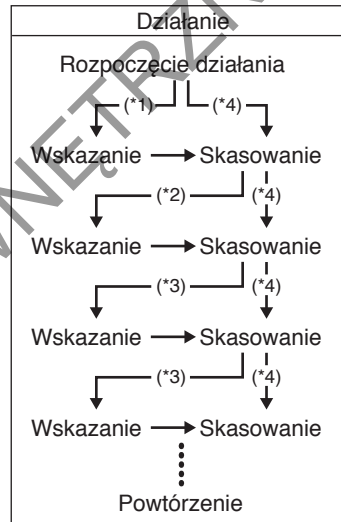 Działanie
Rozpoczęcie działania
(*1) (*4)
Wskazanie Skasowanie
(*2) (*4)
Wskazanie Skasowanie
(*3) (*4)
Wskazanie Skasowanie
(*3) (*4)
Wskazanie Skasowanie
Powtórzenie